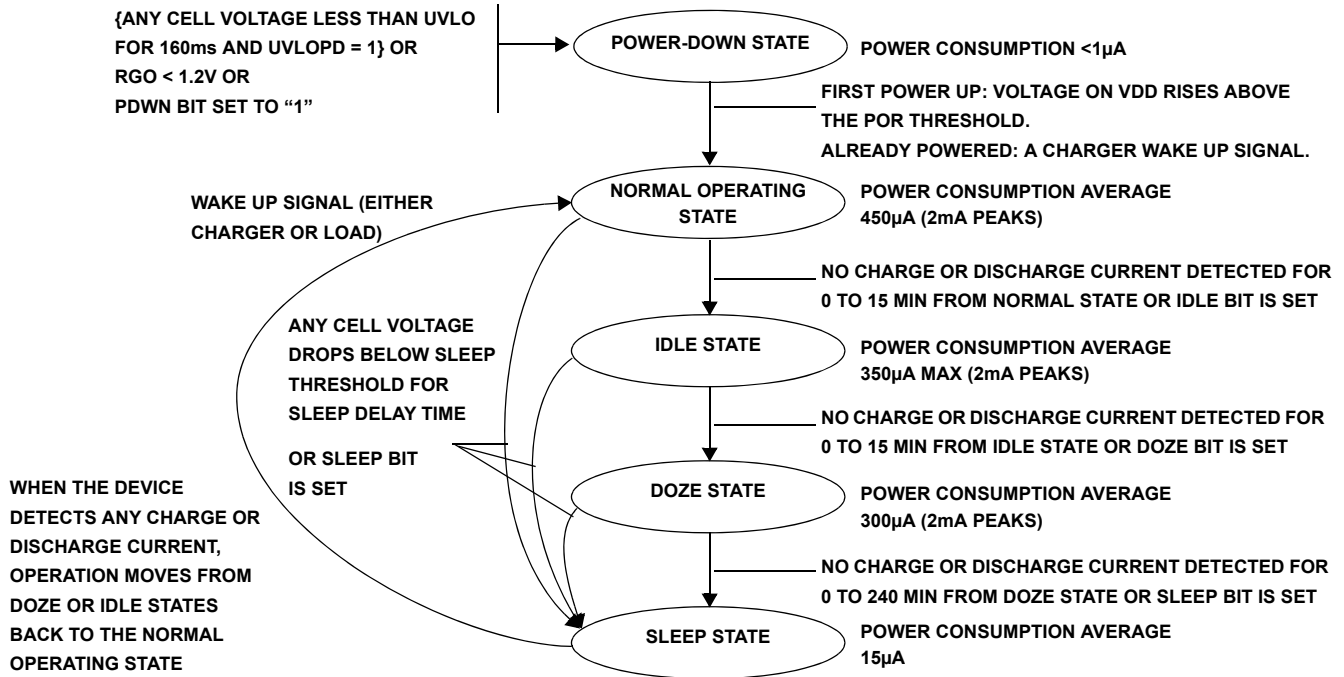 {ANY CELL VOLTAGE LESS THAN UVLO
FOR 160ms AND UVLOPD = 1} OR
RGO < 1.2V OR
PDWN BIT SET TO “1”
POWER-DOWN STATE
POWER CONSUMPTION <1µA
FIRST POWER UP: VOLTAGE ON VDD RISES ABOVE
THE POR THRESHOLD.
ALREADY POWERED: A CHARGER WAKE UP SIGNAL.
WAKE UP SIGNAL (EITHER
CHARGER OR LOAD)
NORMAL OPERATING
STATE
POWER CONSUMPTION AVERAGE
450µA (2mA PEAKS)
NO CHARGE OR DISCHARGE CURRENT DETECTED FOR
0 TO 15 MIN FROM NORMAL STATE OR IDLE BIT IS SET
ANY CELL VOLTAGE
DROPS BELOW SLEEP
THRESHOLD FOR
SLEEP DELAY TIME
OR SLEEP BIT
IS SET
IDLE STATE
POWER CONSUMPTION AVERAGE
350µA MAX (2mA PEAKS)
NO CHARGE OR DISCHARGE CURRENT DETECTED FOR
0 TO 15 MIN FROM IDLE STATE OR DOZE BIT IS SET
DOZE STATE
POWER CONSUMPTION AVERAGE
300µA (2mA PEAKS)
WHEN THE DEVICE
DETECTS ANY CHARGE OR
DISCHARGE CURRENT,
OPERATION MOVES FROM
DOZE OR IDLE STATES
BACK TO THE NORMAL
OPERATING STATE
NO CHARGE OR DISCHARGE CURRENT DETECTED FOR
0 TO 240 MIN FROM DOZE STATE OR SLEEP BIT IS SET
SLEEP STATE
POWER CONSUMPTION AVERAGE
15µA